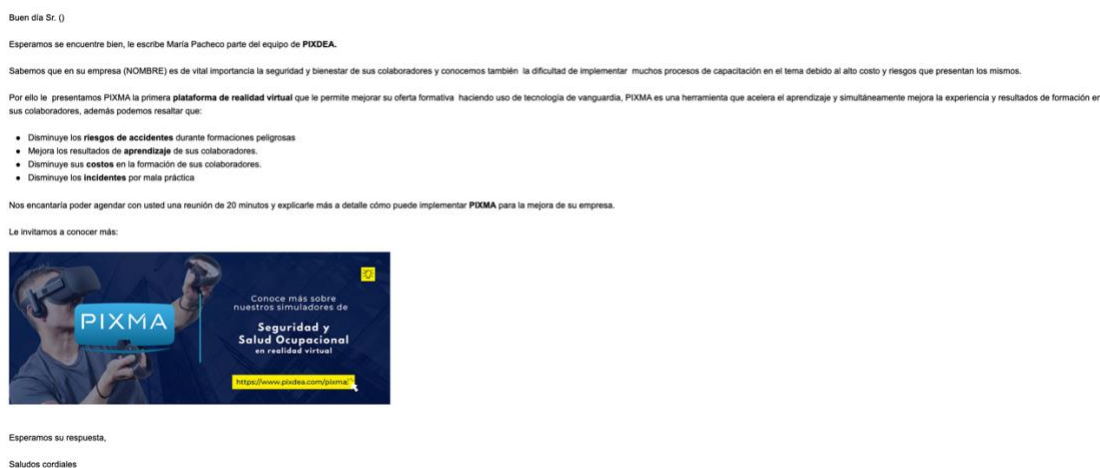 Buen día Sr. ()
Esperamos se encuentre bien, le escribe María Pacheco parte del equipo de PIXDEA.
Sabemos que en su empresa (NOMBRE) es de vital importancia la seguridad y bienestar de sus colaboradores y conocemos también la dificultad de implementar muchos procesos de capacitación en el tema debido al alto costo y riesgos que presentan los mismos.
Por ello le presentamos PIXMA la primera plataforma de realidad virtual que le permite mejorar su oferta formativa haciendo uso de tecnología de vanguardia, PIXMA es una herramienta que acelera el aprendizaje y simultáneamente mejora la experiencia y resultados de formación en
sus colaboradores, además podemos resaltar que:
• Disminuye los riesgos de accidentes durante formaciones peligrosas
• Mejora los resultados de aprendizaje de sus colaboradores.
• Disminuye sus costos en la formación de sus colaboradores.
• Disminuye los incidentes por mala práctica
Nos encantaría poder agendar con usted una reunión de 20 minutos y explicarle más a detalle cómo puede implementar PIXMA para la mejora de su empresa.
Le invitamos a conocer más:
PIXMA
Conoce más sobre
nuestros simuladores de
Seguridad y
Salud Ocupacional
en realidad virtual
https://www.pixdea.com/pixma/
Esperamos su respuesta,
Saludos cordiales